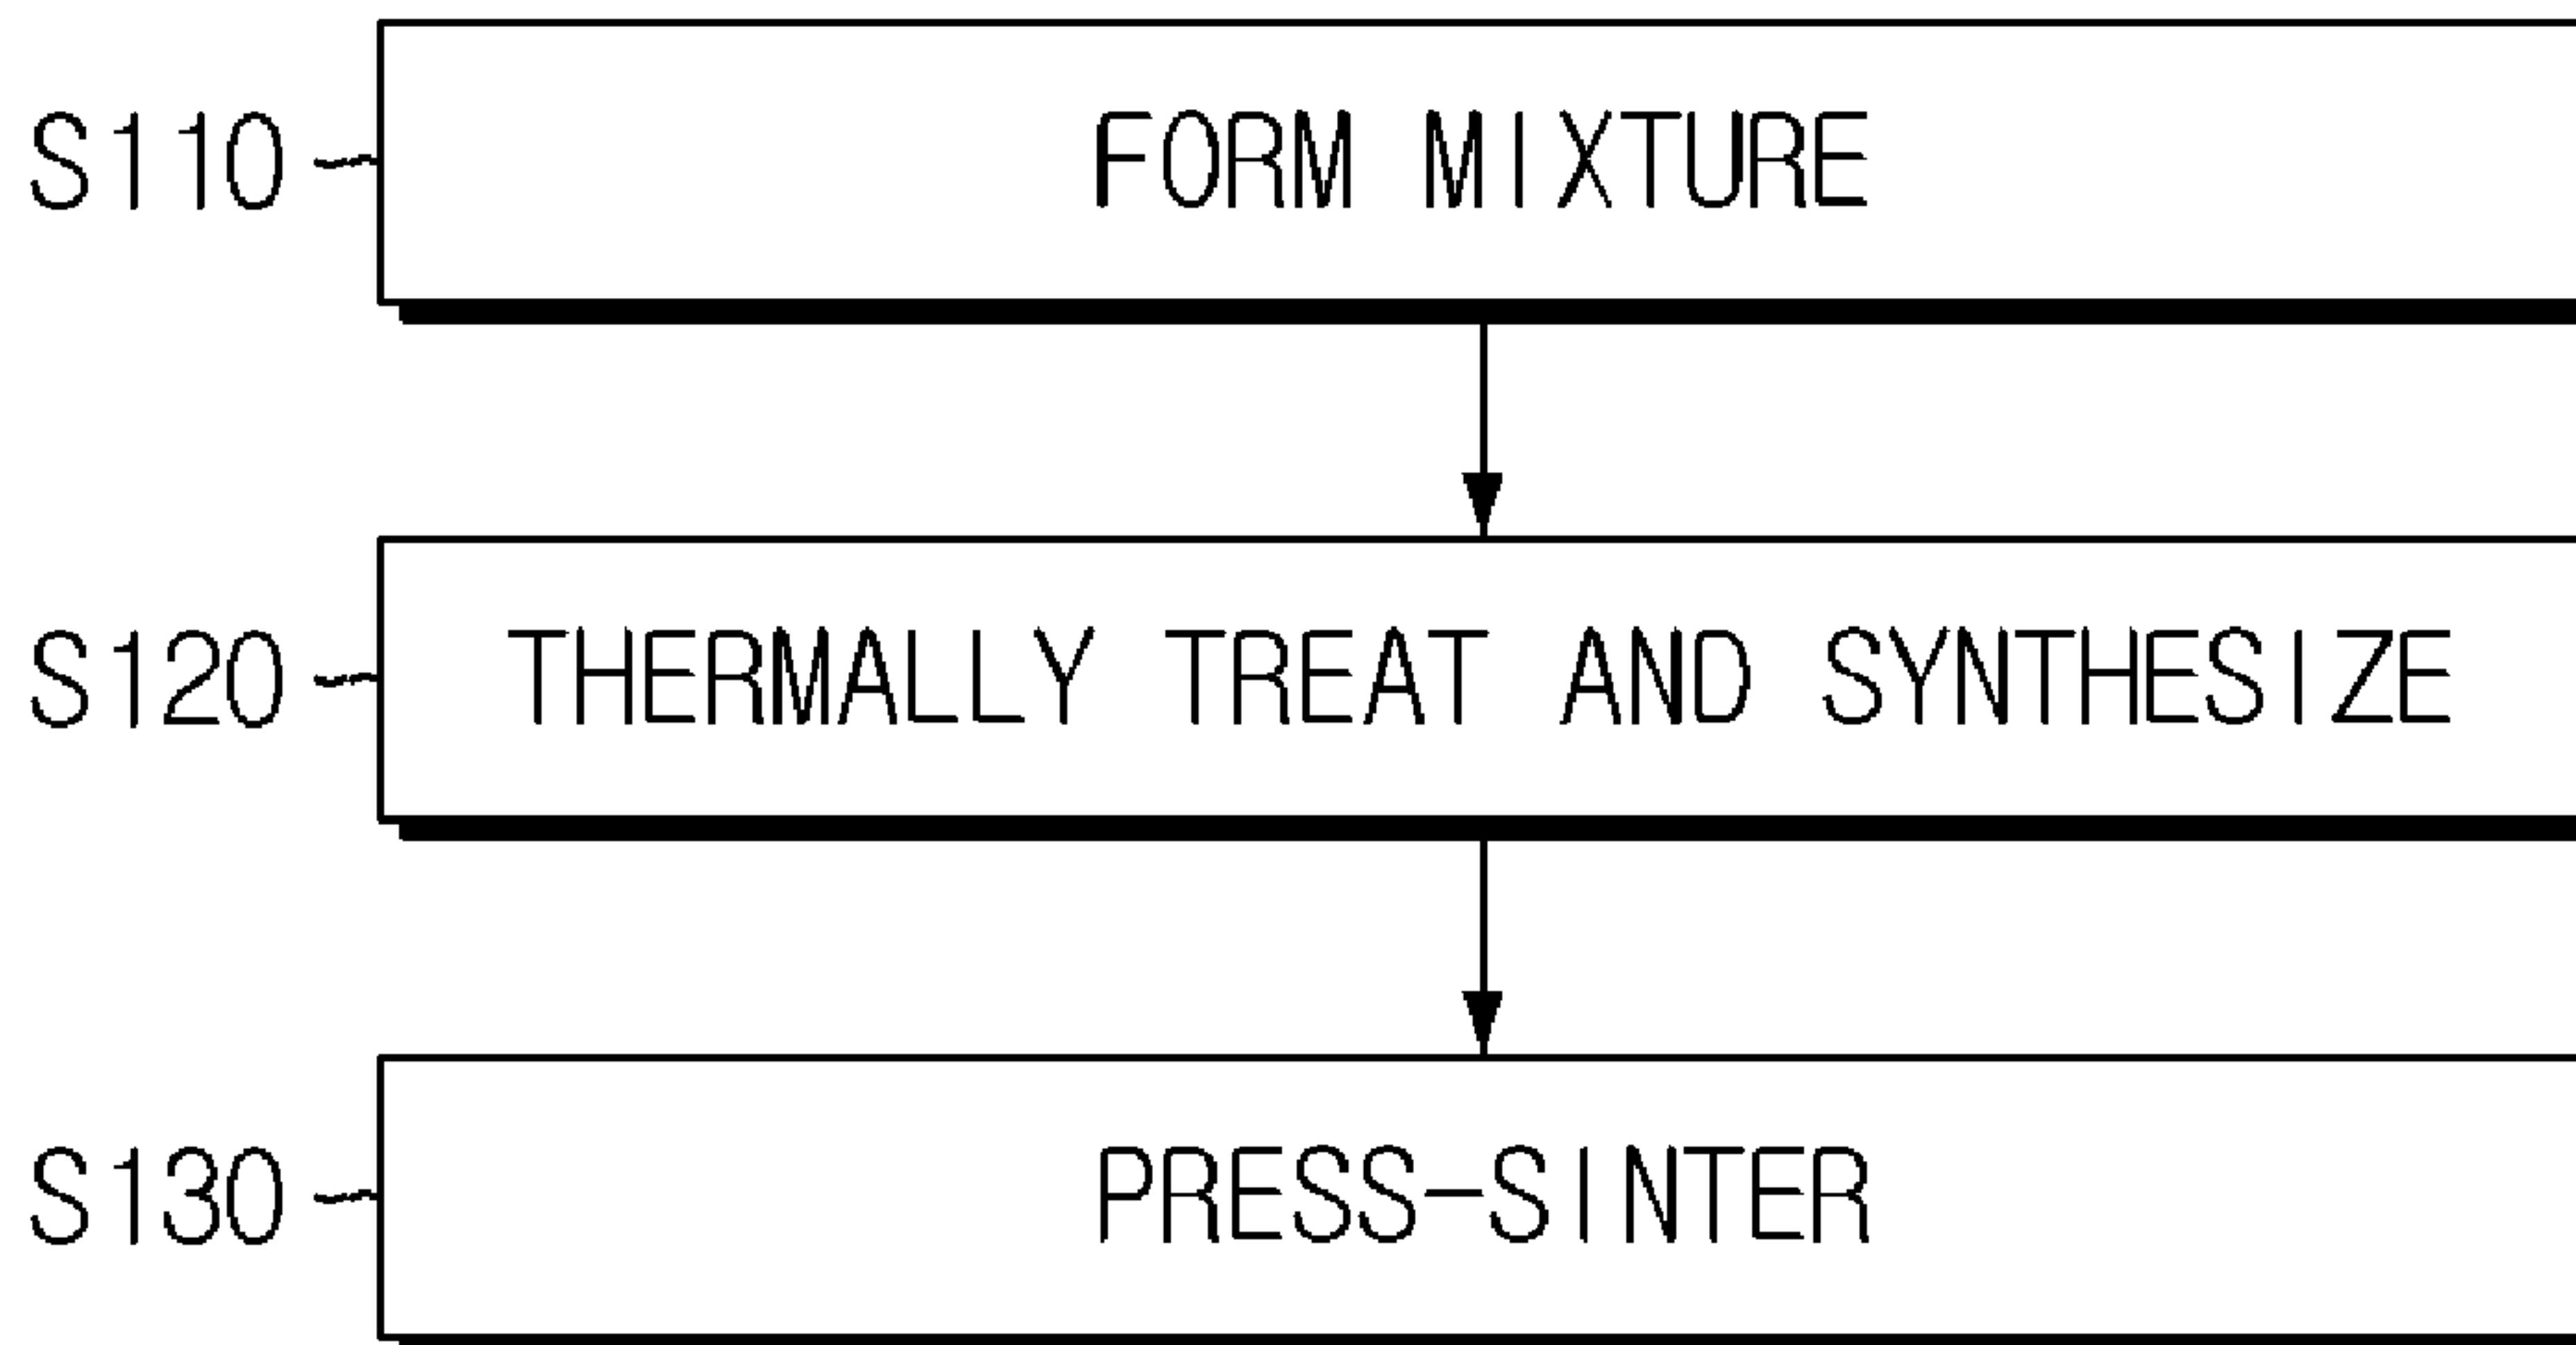 S110 FORM MIXTURE
S120 THERMALLY TREAT AND SYNTHESIZE
S130 PRESS-SINTER